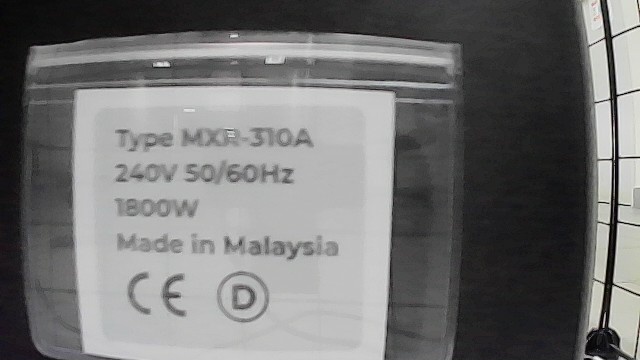 Type MXR-310A
240V 50/60Hz
1800W
Made in Malaysia
CE D